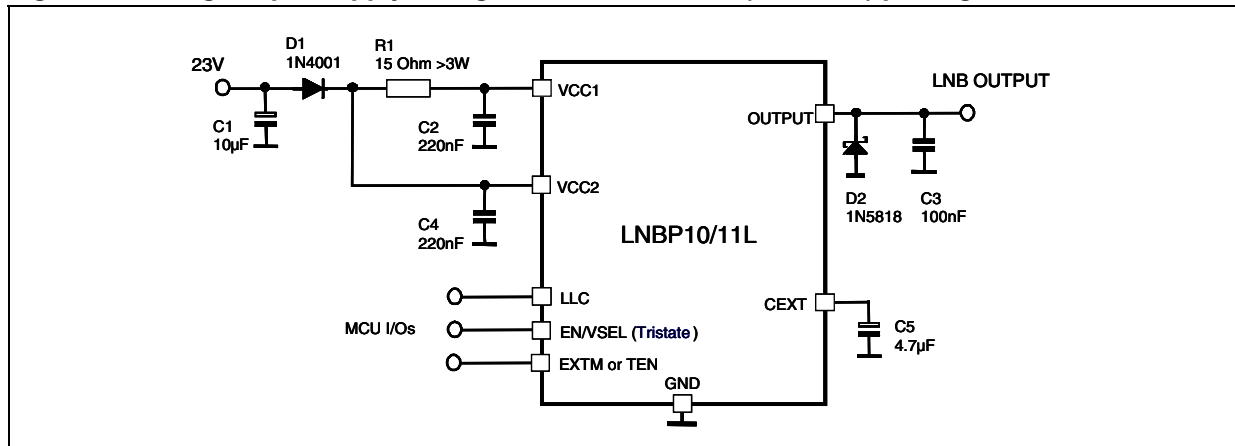 23V
D1
1N4001
R1
15 Ohm >3W
C1
10µF
C2
220nF
VCC1
VCC2
C4
220nF
LNBP10/11L
OUTPUT
LNB OUTPUT
D2
1N5818
C3
100nF
CEXT
C5
4.7µF
MCU I/Os
LLC
EN/VSEL (Tristate)
EXTM or TEN
GND